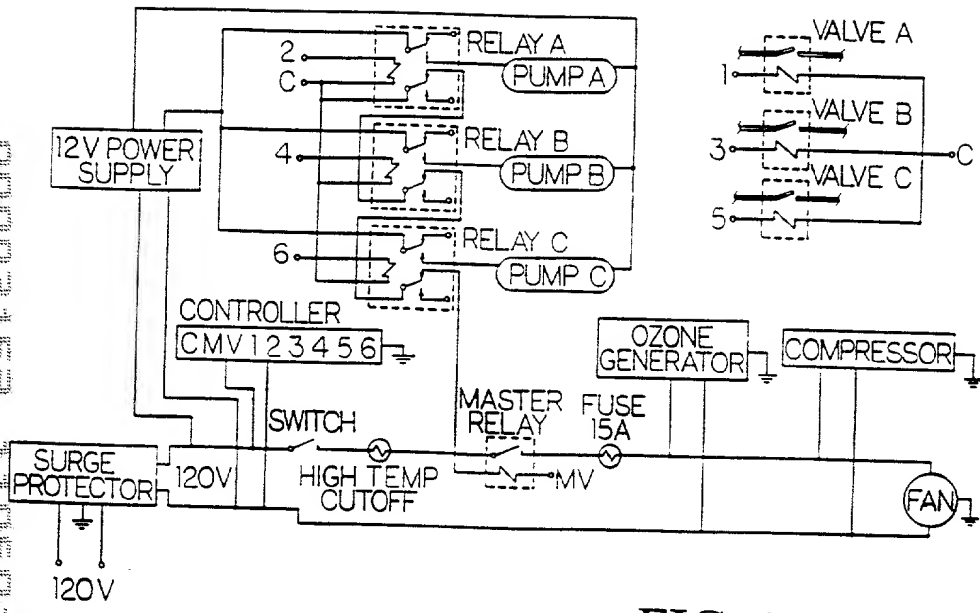 RELAY A
PUMP A
2
C
VALVE A
1
12V POWER
SUPPLY
RELAY B
PUMP B
4
VALVE B
3
C
RELAY C
PUMP C
6
VALVE C
5
CONTROLLER
C MV 1 2 3 4 5 6
OZONE
GENERATOR
COMPRESSOR
SWITCH
MASTER
RELAY
FUSE
15A
SURGE
PROTECTOR
120V
HIGH TEMP
CUTOFF
MV
FAN
120V